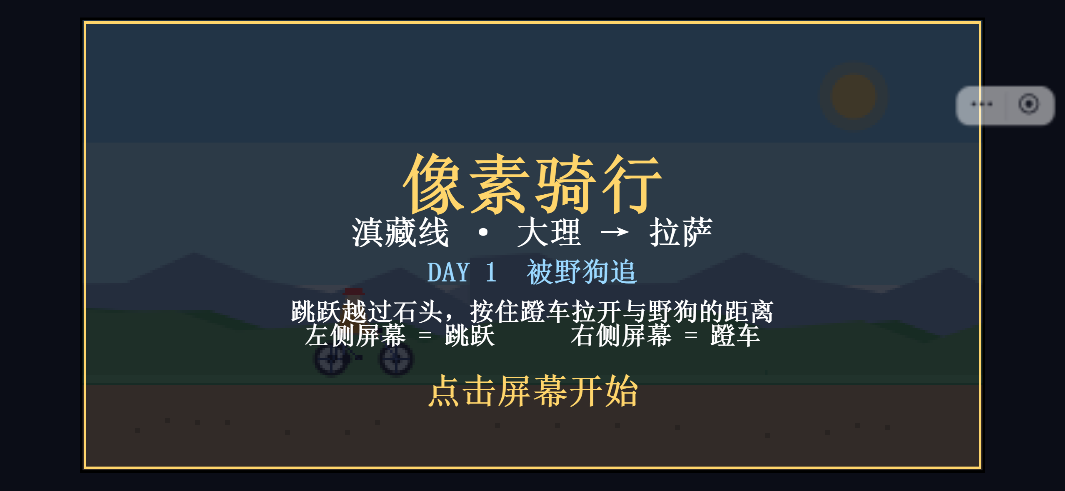 像素骑行
滇藏线 · 大理 → 拉萨
DAY 1 被野狗追
跳跃越过石头，按住蹬车拉开与野狗的距离
左侧屏幕 = 跳跃 右侧屏幕 = 蹬车
点击屏幕开始